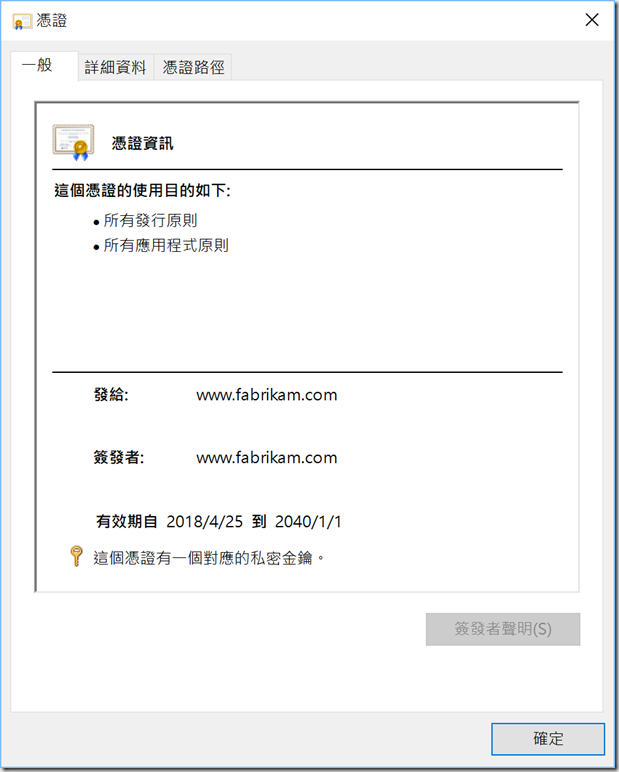 憑證
一般 詳細資料 憑證路徑
憑證資訊
這個憑證的使用目的如下:
• 所有發行原則
• 所有應用程式原則
發給: www.fabrikam.com
簽發者: www.fabrikam.com
有效期自 2018/4/25 到 2040/1/1
這個憑證有一個對應的私密金鑰。
簽發者聲明(S)
確定